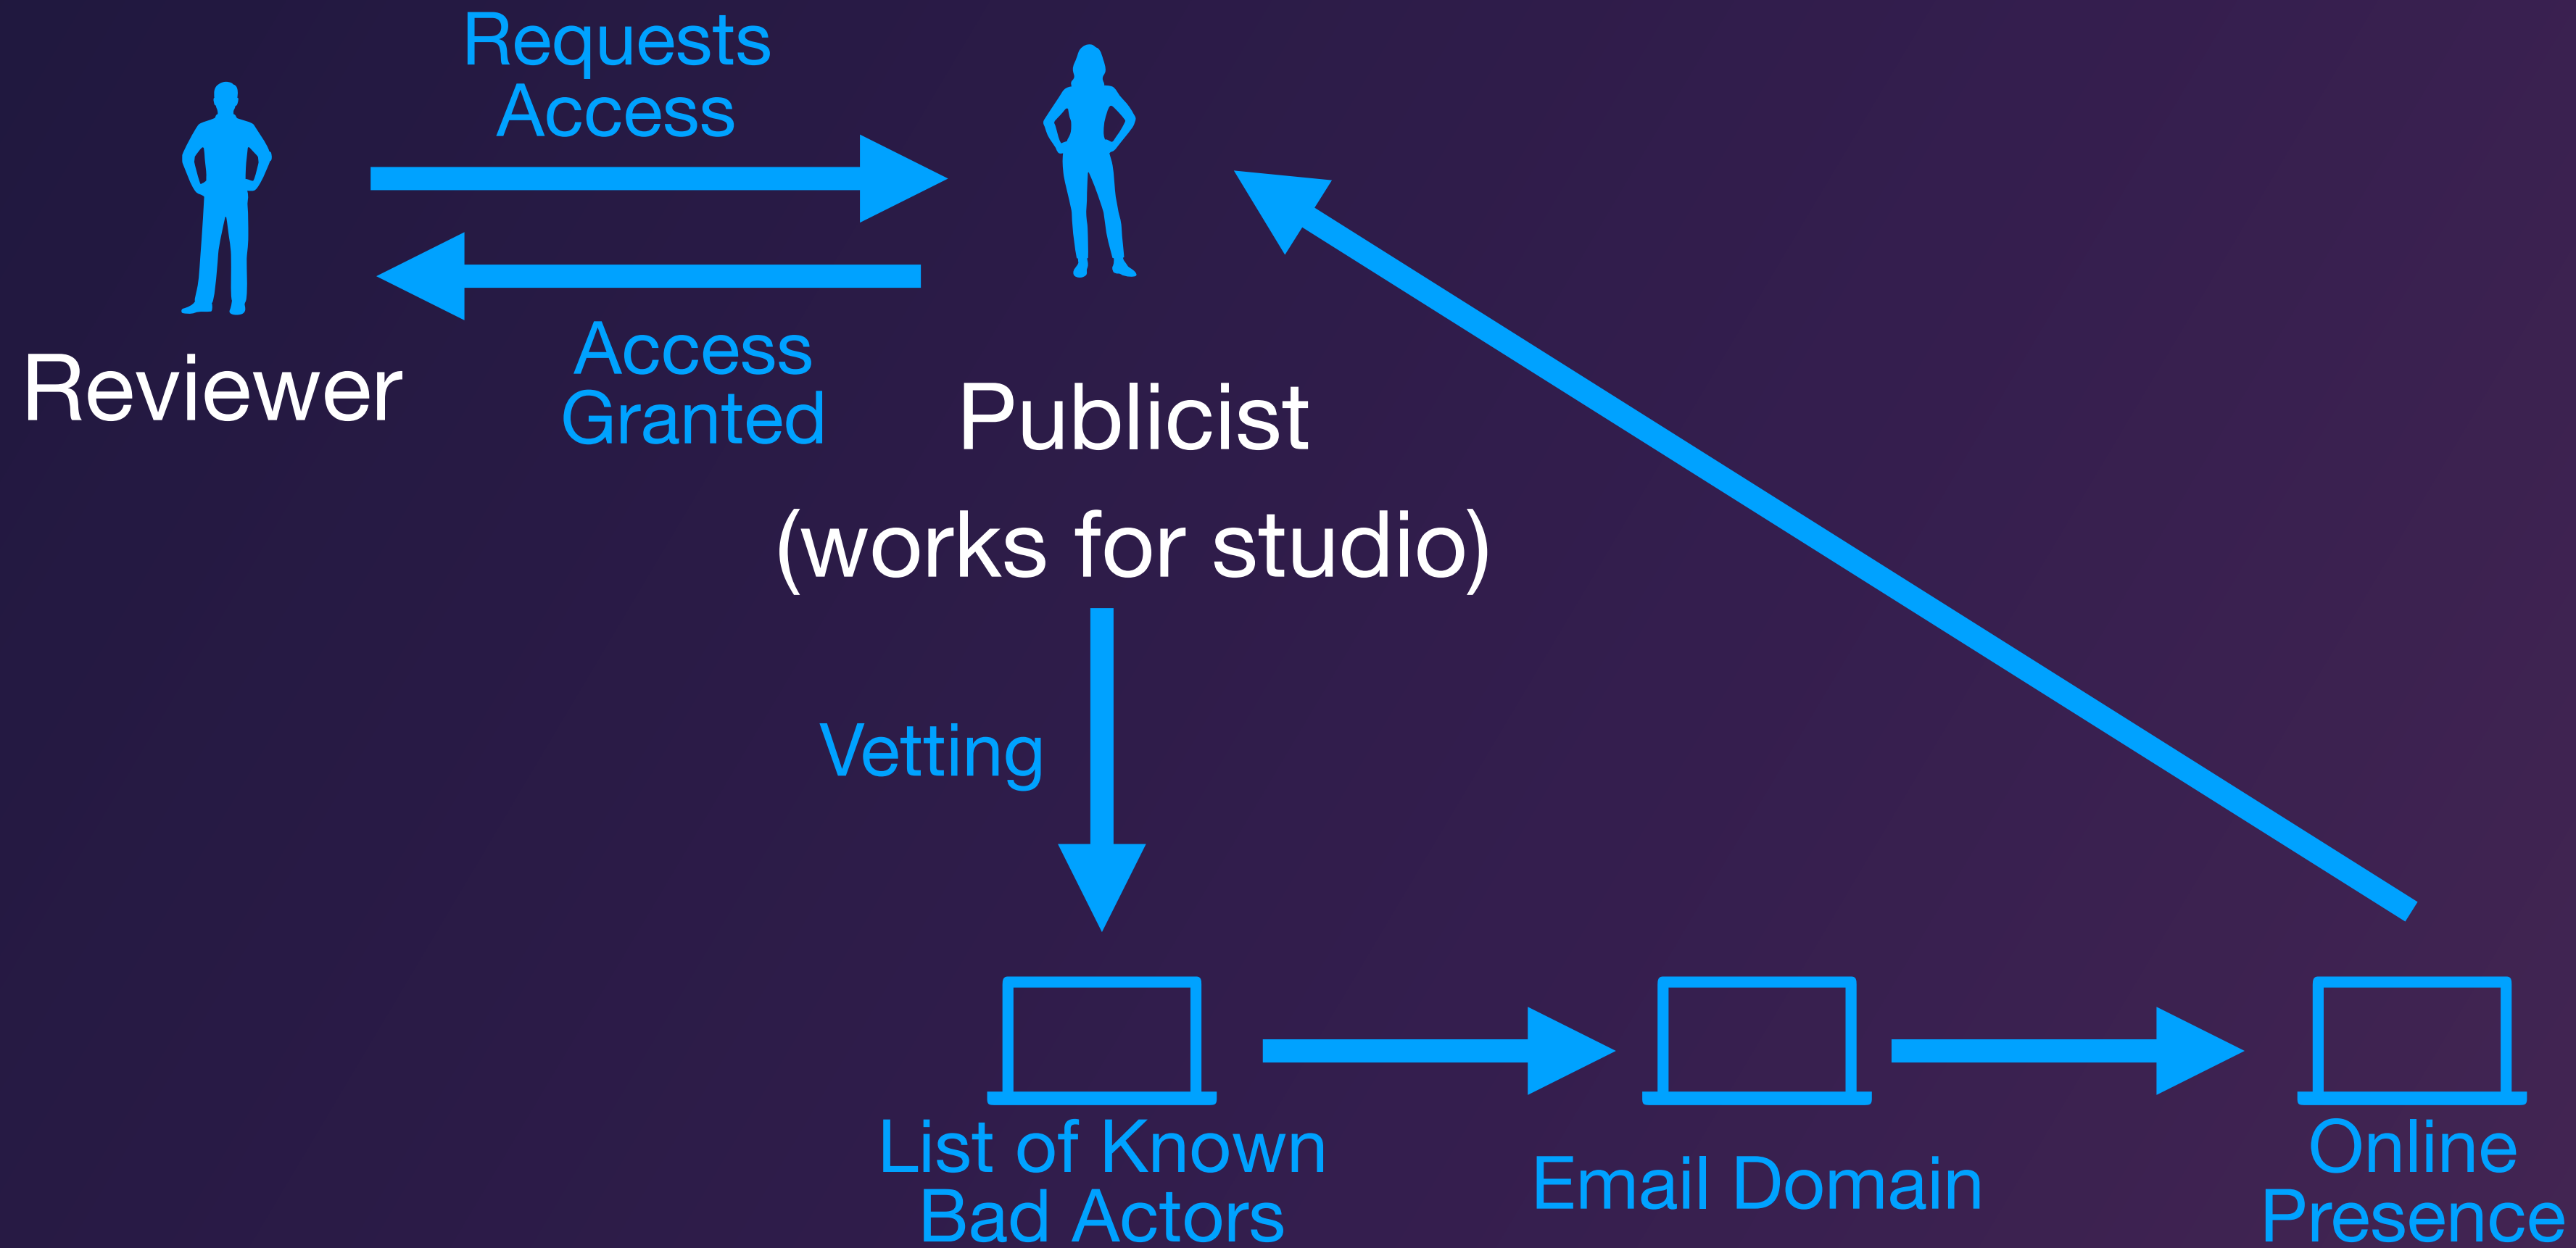 Requests
Access
Reviewer
Access
Granted
Publicist
(works for studio)
Vetting
List of Known
Bad Actors
Email Domain
Online
Presence